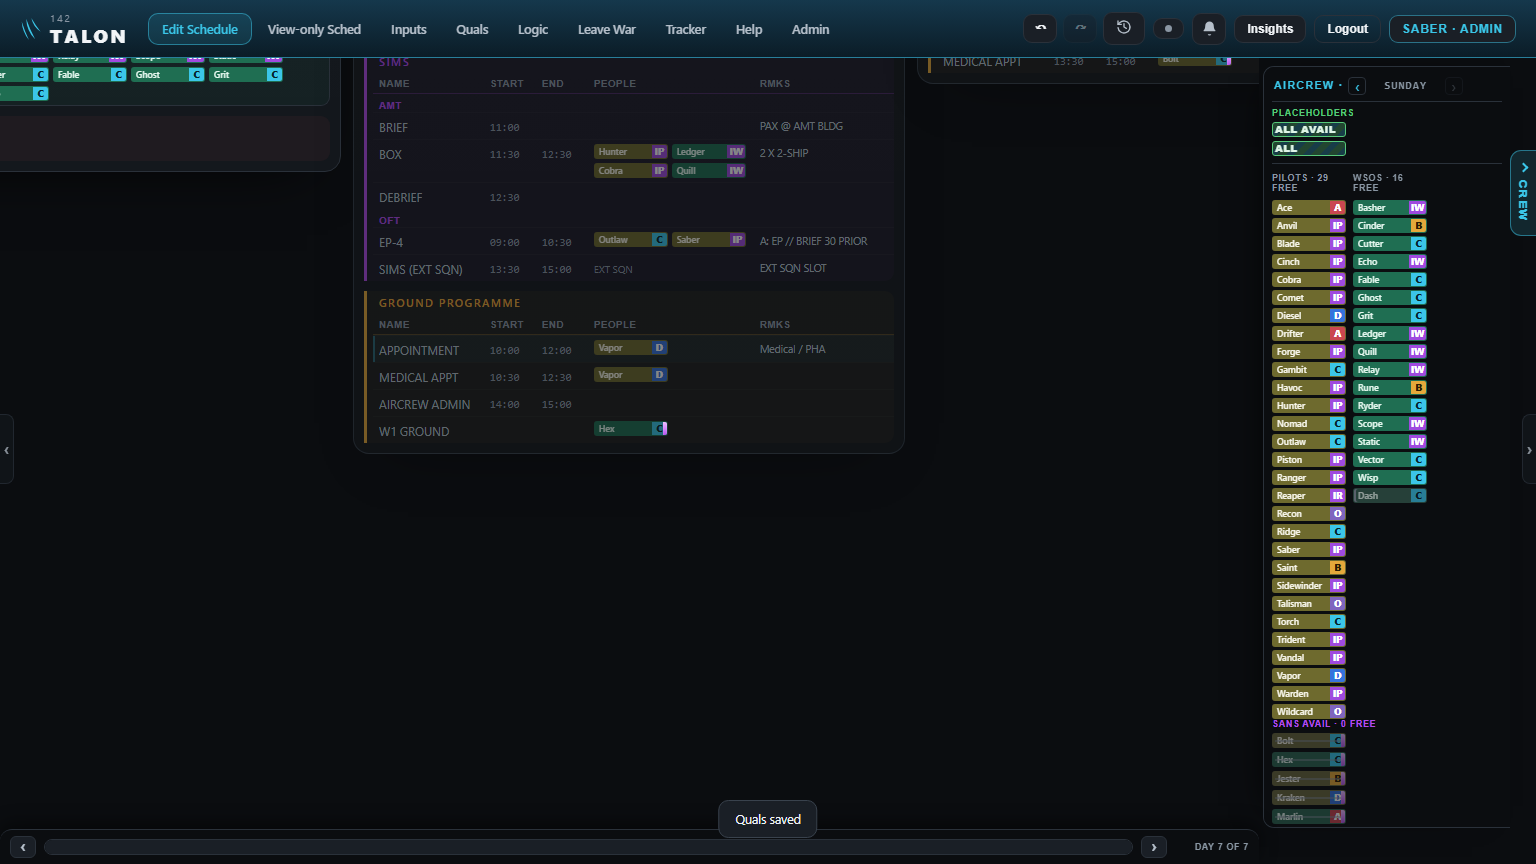 142
TALON
Edit Schedule
View-only Sched
Inputs
Quals
Logic
Leave War
Tracker
Help
Admin
Insights
Logout
SABER · ADMIN
C Fable C Ghost C Grit C
C
SIMS
NAME START END PEOPLE RMKS
AMT
BRIEF 11:00 PAX @ AMT BLDG
BOX 11:30 12:30 Hunter IP Ledger IW 2 X 2-SHIP
Cobra IP Quill IW
DEBRIEF 12:30
OFT
EP-4 09:00 10:30 Outlaw C Saber IP A: EP // BRIEF 30 PRIOR
SIMS (EXT SQN) 13:30 15:00 EXT SQN EXT SQN SLOT
GROUND PROGRAMME
NAME START END PEOPLE RMKS
APPOINTMENT 10:00 12:00 Vapor D Medical / PHA
MEDICAL APPT 10:30 12:30 Vapor D
AIRCREW ADMIN 14:00 15:00
W1 GROUND Hex C
MEDICAL APPT 13:30 15:00 Bolt
AIRCREW · ‹ SUNDAY ›
PLACEHOLDERS
ALL AVAIL
ALL
PILOTS · 29 FREE
Ace A
Anvil IP
Blade IP
Cinch IP
Cobra IP
Comet IP
Diesel D
Drifter A
Forge IP
Gambit C
Havoc IP
Hunter IP
Nomad C
Outlaw C
Piston IP
Ranger IP
Reaper IR
Recon O
Ridge C
Saber IP
Saint B
Sidewinder IP
Talisman O
Torch C
Trident IP
Vandal IP
Vapor D
Warden IP
Wildcard O
WSOS · 16 FREE
Basher IW
Cinder B
Cutter C
Echo IW
Fable C
Ghost C
Grit C
Ledger IW
Quill IW
Relay IW
Rune B
Ryder C
Scope IW
Static IW
Vector C
Wisp C
Dash C
SANS AVAIL · 0 FREE
Bolt C
Hex C
Jester B
Kraken D
Marlin A
CREW
Quals saved
DAY 7 OF 7